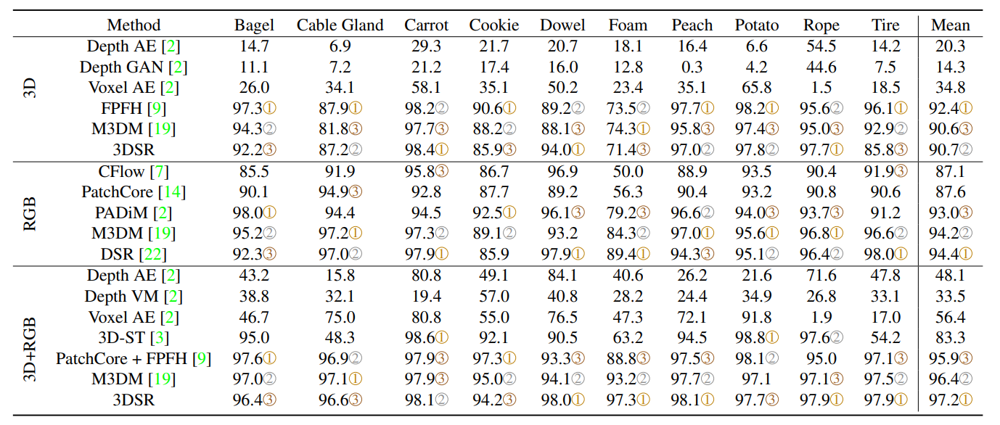 Method Bagel Cable Gland Carrot Cookie Dowel Foam Peach Potato Rope Tire Mean
3D
Depth AE [2] 14.7 6.9 29.3 21.7 20.7 18.1 16.4 6.6 54.5 14.2 20.3
Depth GAN [2] 11.1 7.2 21.2 17.4 16.0 12.8 0.3 4.2 44.6 7.5 14.3
Voxel AE [2] 26.0 34.1 58.1 35.1 50.2 23.4 35.1 65.8 1.5 18.5 34.8
FPFH [9] 97.3① 87.9① 98.2② 90.6① 89.2② 73.5② 97.7① 98.2① 95.6② 96.1① 92.4①
M3DM [19] 94.3② 81.8③ 97.7③ 88.2② 88.1③ 74.3① 95.8③ 97.4③ 95.0③ 92.9② 90.6③
3DSR 92.2③ 87.2② 98.4① 85.9③ 94.0① 71.4③ 97.0② 97.8② 97.7① 85.8③ 90.7②
RGB
CFlow [7] 85.5 91.9 95.8③ 86.7 96.9 50.0 88.9 93.5 90.4 91.9③ 87.1
PatchCore [14] 90.1 94.9③ 92.8 87.7 89.2 56.3 90.4 93.2 90.8 90.6 87.6
PADiM [2] 98.0① 94.4 94.5 92.5① 96.1③ 79.2③ 96.6② 94.0③ 93.7③ 91.2 93.0③
M3DM [19] 95.2② 97.2① 97.3② 89.1② 93.2 84.3② 97.0① 95.6① 96.8① 96.6② 94.2②
DSR [22] 92.3③ 97.0② 97.9① 85.9 97.9① 89.4① 94.3③ 95.1② 96.4② 98.0① 94.4①
3D+RGB
Depth AE [2] 43.2 15.8 80.8 49.1 84.1 40.6 26.2 21.6 71.6 47.8 48.1
Depth VM [2] 38.8 32.1 19.4 57.0 40.8 28.2 24.4 34.9 26.8 33.1 33.5
Voxel AE [2] 46.7 75.0 80.8 55.0 76.5 47.3 72.1 91.8 1.9 17.0 56.4
3D-ST [3] 95.0 48.3 98.6① 92.1 90.5 63.2 94.5 98.8① 97.6② 54.2 83.3
PatchCore + FPFH [9] 97.6① 96.9② 97.9③ 97.3① 93.3③ 88.8③ 97.5③ 98.1② 95.0 97.1③ 95.9③
M3DM [19] 97.0② 97.1① 97.9③ 95.0② 94.1② 93.2② 97.7② 97.1 97.1③ 97.5② 96.4②
3DSR 96.4③ 96.6③ 98.1② 94.2③ 98.0① 97.3① 98.1① 97.7③ 97.9① 97.9① 97.2①